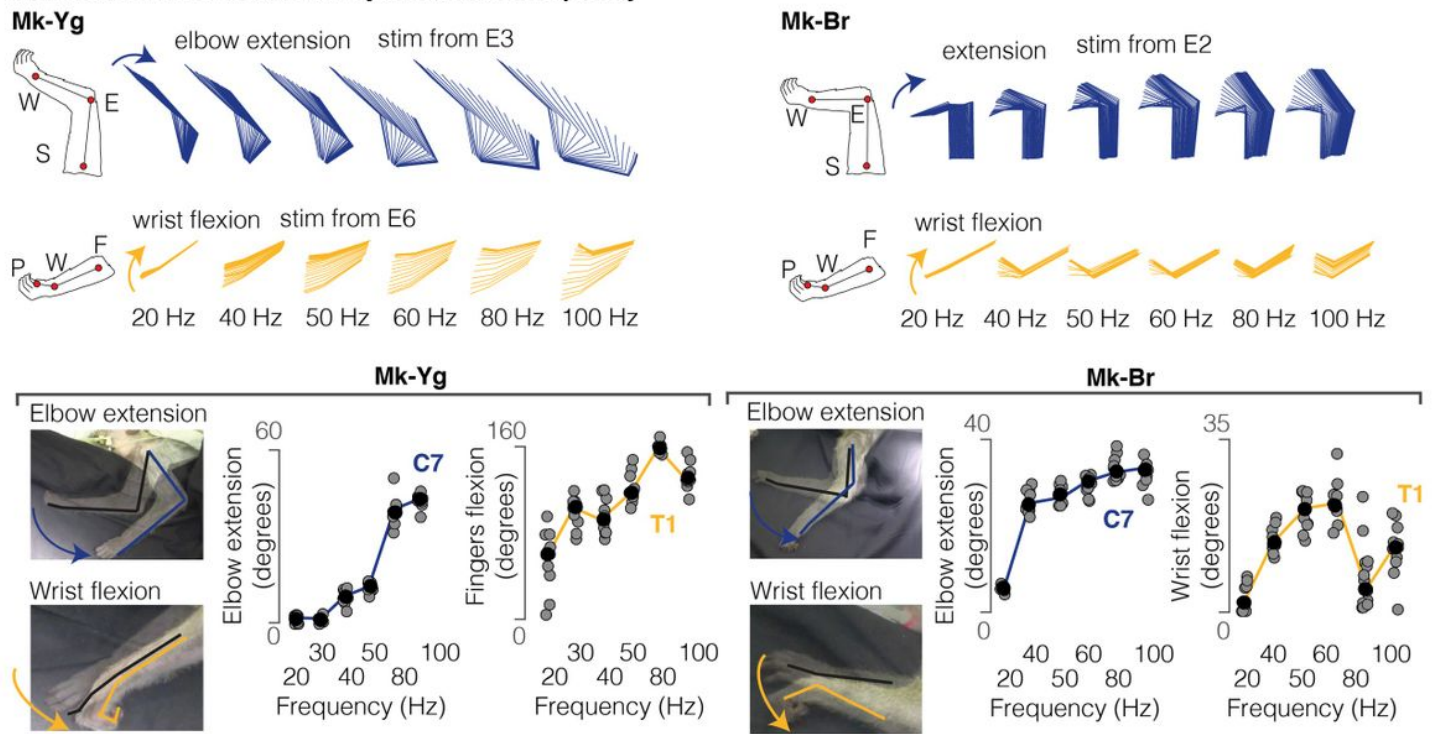 Mk-Yg
elbow extension stim from E3
W
E
S
wrist flexion stim from E6
P
W
F
20 Hz 40 Hz 50 Hz 60 Hz 80 Hz 100 Hz
Mk-Br
extension stim from E2
W
E
S
wrist flexion
P
W
F
20 Hz 40 Hz 50 Hz 60 Hz 80 Hz 100 Hz
Mk-Yg
Elbow extension
Wrist flexion
Elbow extension
(degrees)
60
0
C7
30 50 100
20 40 80
Frequency (Hz)
Fingers flexion
(degrees)
160
0
T1
30 50 100
20 40 80
Frequency (Hz)
Mk-Br
Elbow extension
Wrist flexion
Elbow extension
(degrees)
40
0
C7
40 60 100
20 50 80
Frequency (Hz)
Wrist flexion
(degrees)
35
0
T1
40 60 100
20 50 80
Frequency (Hz)